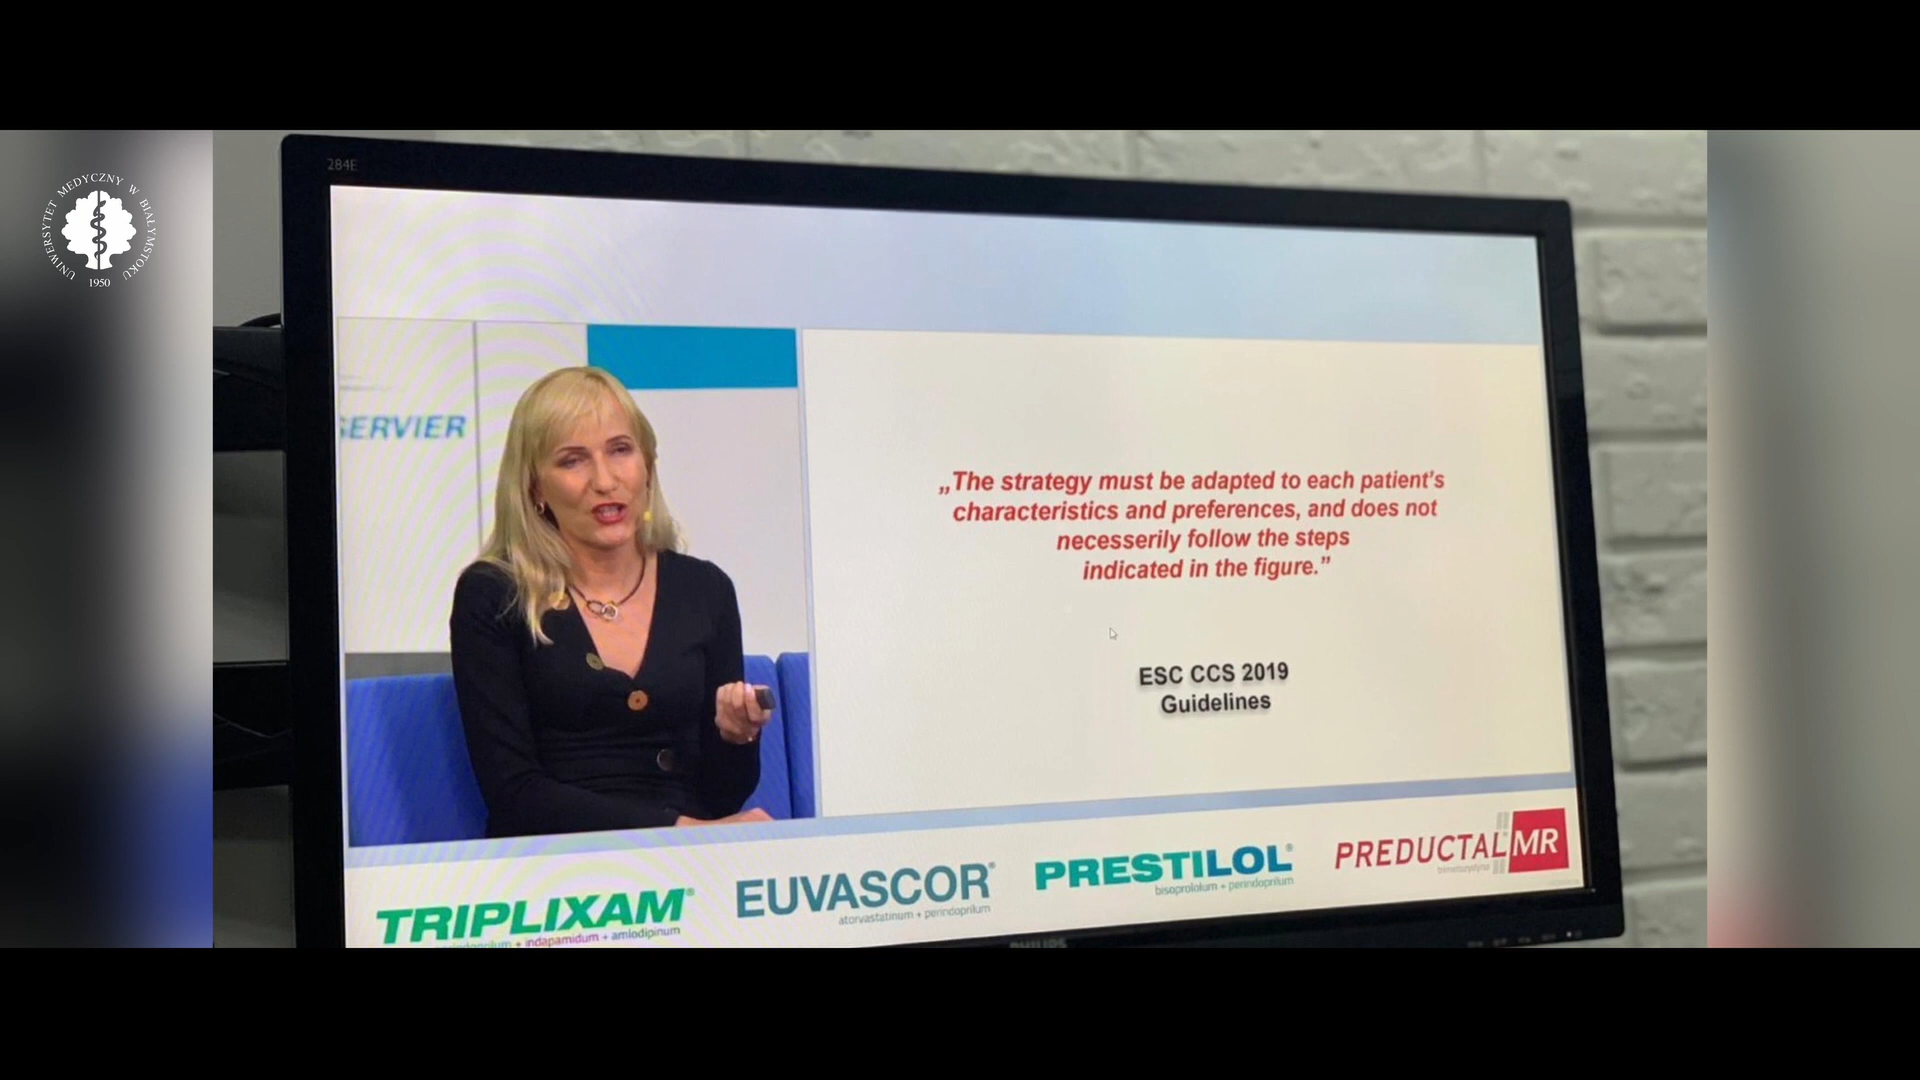 284E
UNIWERSYTET MEDYCZNY W BIAŁYMSTOKU
1950
SERVIER
„The strategy must be adapted to each patient's
characteristics and preferences, and does not
necesserily follow the steps
indicated in the figure.”
ESC CCS 2019
Guidelines
TRIPLIXAM®
+ indapamidum + amlodipinum
EUVASCOR®
atorvastatinum + perindoprilum
PRESTILOL®
bisoprololum + perindoprilum
PREDUCTAL MR
PHILIPS